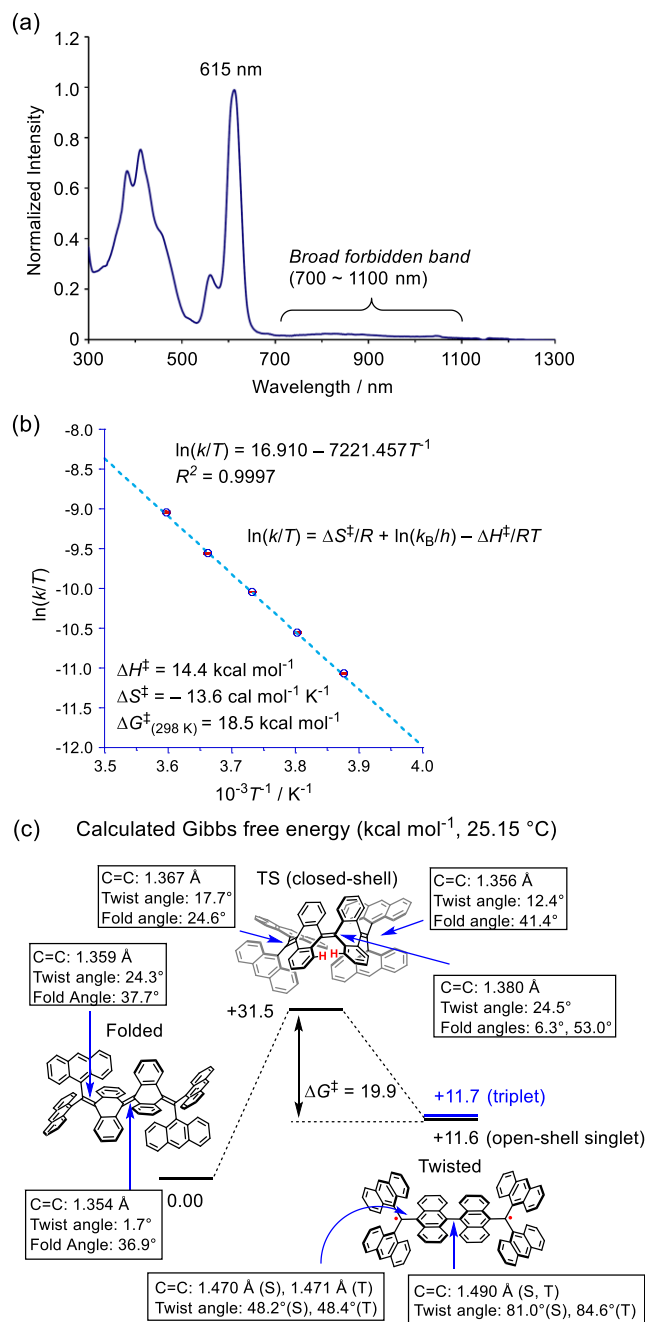 (a)
1.2
1.0
0.8
0.6
0.4
0.2
0
Normalized Intensity
615 nm
Broad forbidden band
(700 ~ 1100 nm)
300 500 700 900 1100 1300
Wavelength / nm
(b)
-8.0
-8.5
-9.0
-9.5
-10.0
-10.5
-11.0
-11.5
-12.0
ln(k/T)
ln(k/T) = 16.910 – 7221.457T⁻¹
R² = 0.9997
ln(k/T) = ΔS‡/R + ln(kB/h) – ΔH‡/RT
ΔH‡ = 14.4 kcal mol⁻¹
ΔS‡ = – 13.6 cal mol⁻¹ K⁻¹
ΔG‡(298 K) = 18.5 kcal mol⁻¹
3.5 3.6 3.7 3.8 3.9 4.0
10⁻³T⁻¹ / K⁻¹
(c) Calculated Gibbs free energy (kcal mol⁻¹, 25.15 °C)
TS (closed-shell)
C=C: 1.367 Å
Twist angle: 17.7°
Fold angle: 24.6°
C=C: 1.356 Å
Twist angle: 12.4°
Fold angle: 41.4°
H H
C=C: 1.359 Å
Twist angle: 24.3°
Fold Angle: 37.7°
C=C: 1.380 Å
Twist angle: 24.5°
Fold angles: 6.3°, 53.0°
Folded
+31.5
ΔG‡ = 19.9
+11.7 (triplet)
+11.6 (open-shell singlet)
Twisted
0.00
C=C: 1.354 Å
Twist angle: 1.7°
Fold Angle: 36.9°
C=C: 1.470 Å (S), 1.471 Å (T)
Twist angle: 48.2°(S), 48.4°(T)
C=C: 1.490 Å (S, T)
Twist angle: 81.0°(S), 84.6°(T)